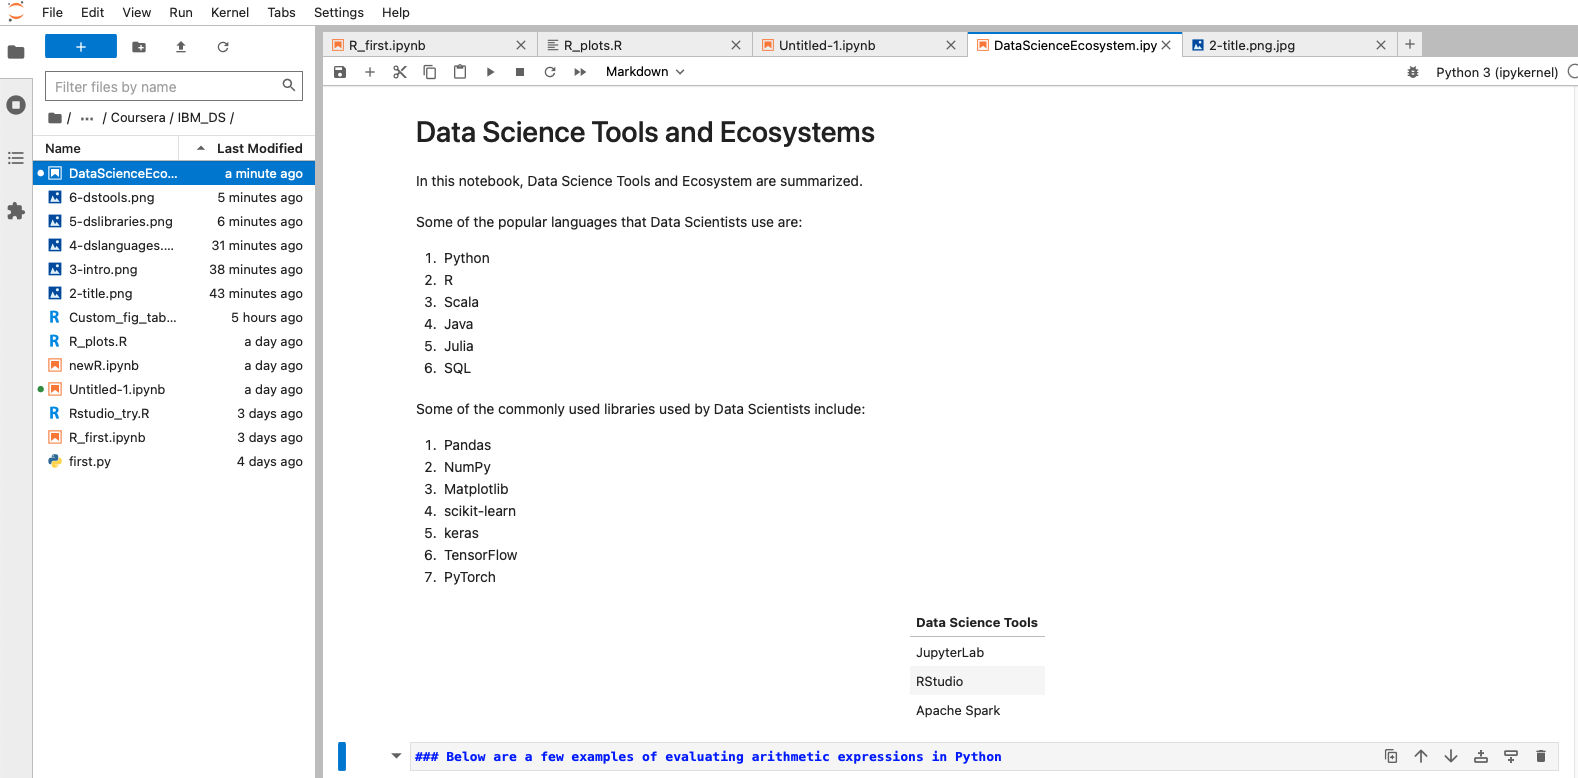 File Edit View Run Kernel Tabs Settings Help
R_first.ipynb R_plots.R Untitled-1.ipynb DataScienceEcosystem.ipy 2-title.png.jpg
Markdown Python 3 (ipykernel)
Filter files by name
/ ... / Coursera / IBM_DS /
Name Last Modified
DataScienceEco... a minute ago
6-dstools.png 5 minutes ago
5-dslibraries.png 6 minutes ago
4-dslanguages.... 31 minutes ago
3-intro.png 38 minutes ago
2-title.png 43 minutes ago
Custom_fig_tab... 5 hours ago
R_plots.R a day ago
newR.ipynb a day ago
Untitled-1.ipynb a day ago
Rstudio_try.R 3 days ago
R_first.ipynb 3 days ago
first.py 4 days ago
Data Science Tools and Ecosystems
In this notebook, Data Science Tools and Ecosystem are summarized.
Some of the popular languages that Data Scientists use are:
1. Python
2. R
3. Scala
4. Java
5. Julia
6. SQL
Some of the commonly used libraries used by Data Scientists include:
1. Pandas
2. NumPy
3. Matplotlib
4. scikit-learn
5. keras
6. TensorFlow
7. PyTorch
Data Science Tools
JupyterLab
RStudio
Apache Spark
### Below are a few examples of evaluating arithmetic expressions in Python